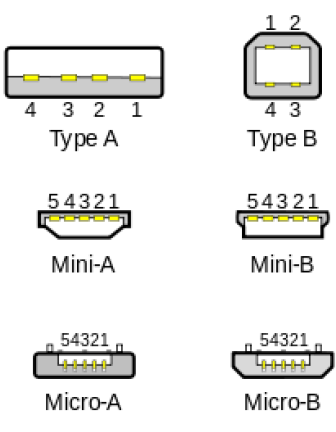 1 2
4 3 2 1
4 3
Type A
Type B
5 4 3 2 1
5 4 3 2 1
Mini-A
Mini-B
54321
54321
Micro-A
Micro-B